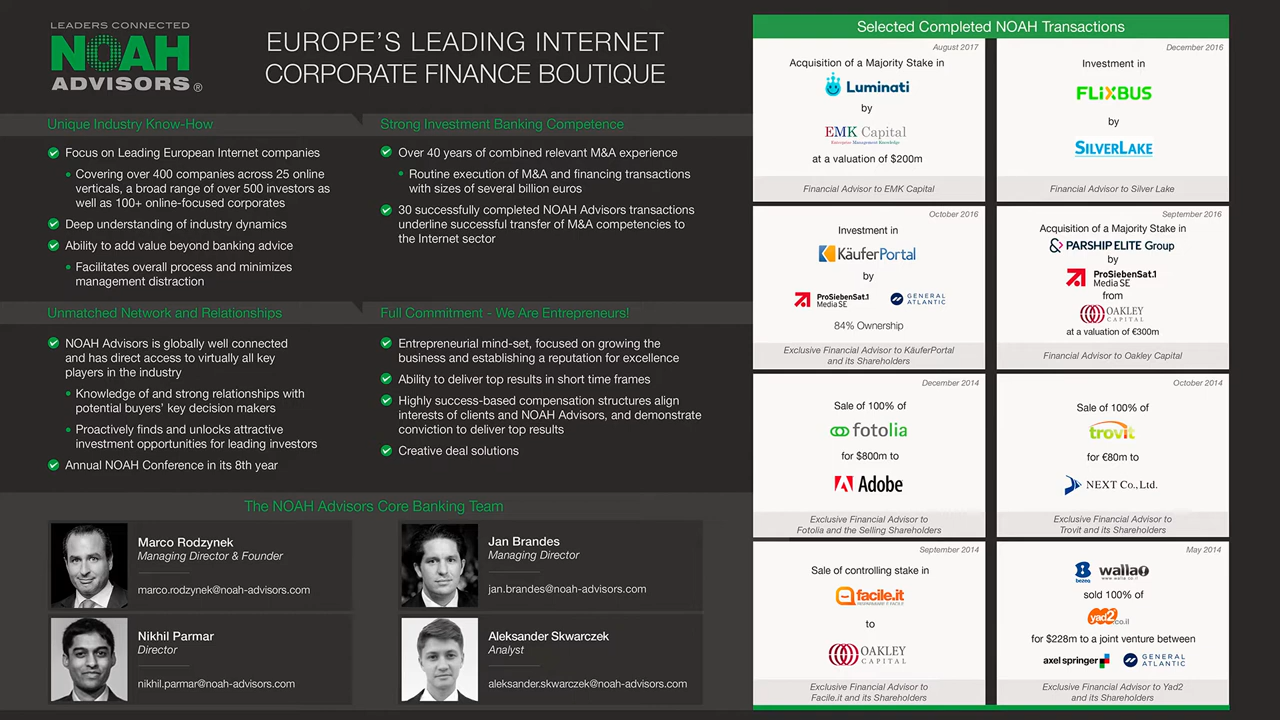 LEADERS CONNECTED
NOAH
ADVISORS®
EUROPE'S LEADING INTERNET
CORPORATE FINANCE BOUTIQUE
Unique Industry Know-How
Focus on Leading European Internet companies
Covering over 400 companies across 25 online
verticals, a broad range of over 500 investors as
well as 100+ online-focused corporates
Deep understanding of industry dynamics
Ability to add value beyond banking advice
Facilitates overall process and minimizes
management distraction
Strong Investment Banking Competence
Over 40 years of combined relevant M&A experience
Routine execution of M&A and financing transactions
with sizes of several billion euros
30 successfully completed NOAH Advisors transactions
underline successful transfer of M&A competencies to
the Internet sector
Unmatched Network and Relationships
NOAH Advisors is globally well connected
and has direct access to virtually all key
players in the industry
Knowledge of and strong relationships with
potential buyers' key decision makers
Proactively finds and unlocks attractive
investment opportunities for leading investors
Annual NOAH Conference in its 8th year
Full Commitment - We Are Entrepreneurs!
Entrepreneurial mind-set, focused on growing the
business and establishing a reputation for excellence
Ability to deliver top results in short time frames
Highly success-based compensation structures align
interests of clients and NOAH Advisors, and demonstrate
conviction to deliver top results
Creative deal solutions
The NOAH Advisors Core Banking Team
Marco Rodzynek
Managing Director & Founder
marco.rodzynek@noah-advisors.com
Jan Brandes
Managing Director
jan.brandes@noah-advisors.com
Nikhil Parmar
Director
nikhil.parmar@noah-advisors.com
Aleksander Skwarczek
Analyst
aleksander.skwarczek@noah-advisors.com
Selected Completed NOAH Transactions
August 2017
Acquisition of a Majority Stake in
Luminati
by
EMK Capital
Enterprise Management Knowledge
at a valuation of $200m
Financial Advisor to EMK Capital
December 2016
Investment in
FLiXBUS
by
SILVERLAKE
Financial Advisor to Silver Lake
October 2016
Investment in
KäuferPortal
by
ProSiebenSat.1
Media SE
GENERAL
ATLANTIC
84% Ownership
Exclusive Financial Advisor to KäuferPortal
and its Shareholders
September 2016
Acquisition of a Majority Stake in
PARSHIP ELITE Group
by
ProSiebenSat.1
Media SE
from
OAKLEY
CAPITAL
at a valuation of €300m
Financial Advisor to Oakley Capital
December 2014
Sale of 100% of
fotolia
for $800m to
Adobe
Exclusive Financial Advisor to
Fotolia and the Selling Shareholders
October 2014
Sale of 100% of
trovit
for €80m to
NEXT Co., Ltd.
Exclusive Financial Advisor to
Trovit and its Shareholders
September 2014
Sale of controlling stake in
facile.it
to
OAKLEY
CAPITAL
Exclusive Financial Advisor to
Facile.it and its Shareholders
May 2014
bezeq
walla!
www.walla.co.il
sold 100% of
yad2
co.il
for $228m to a joint venture between
axel springer
GENERAL
ATLANTIC
Exclusive Financial Advisor to Yad2
and its Shareholders